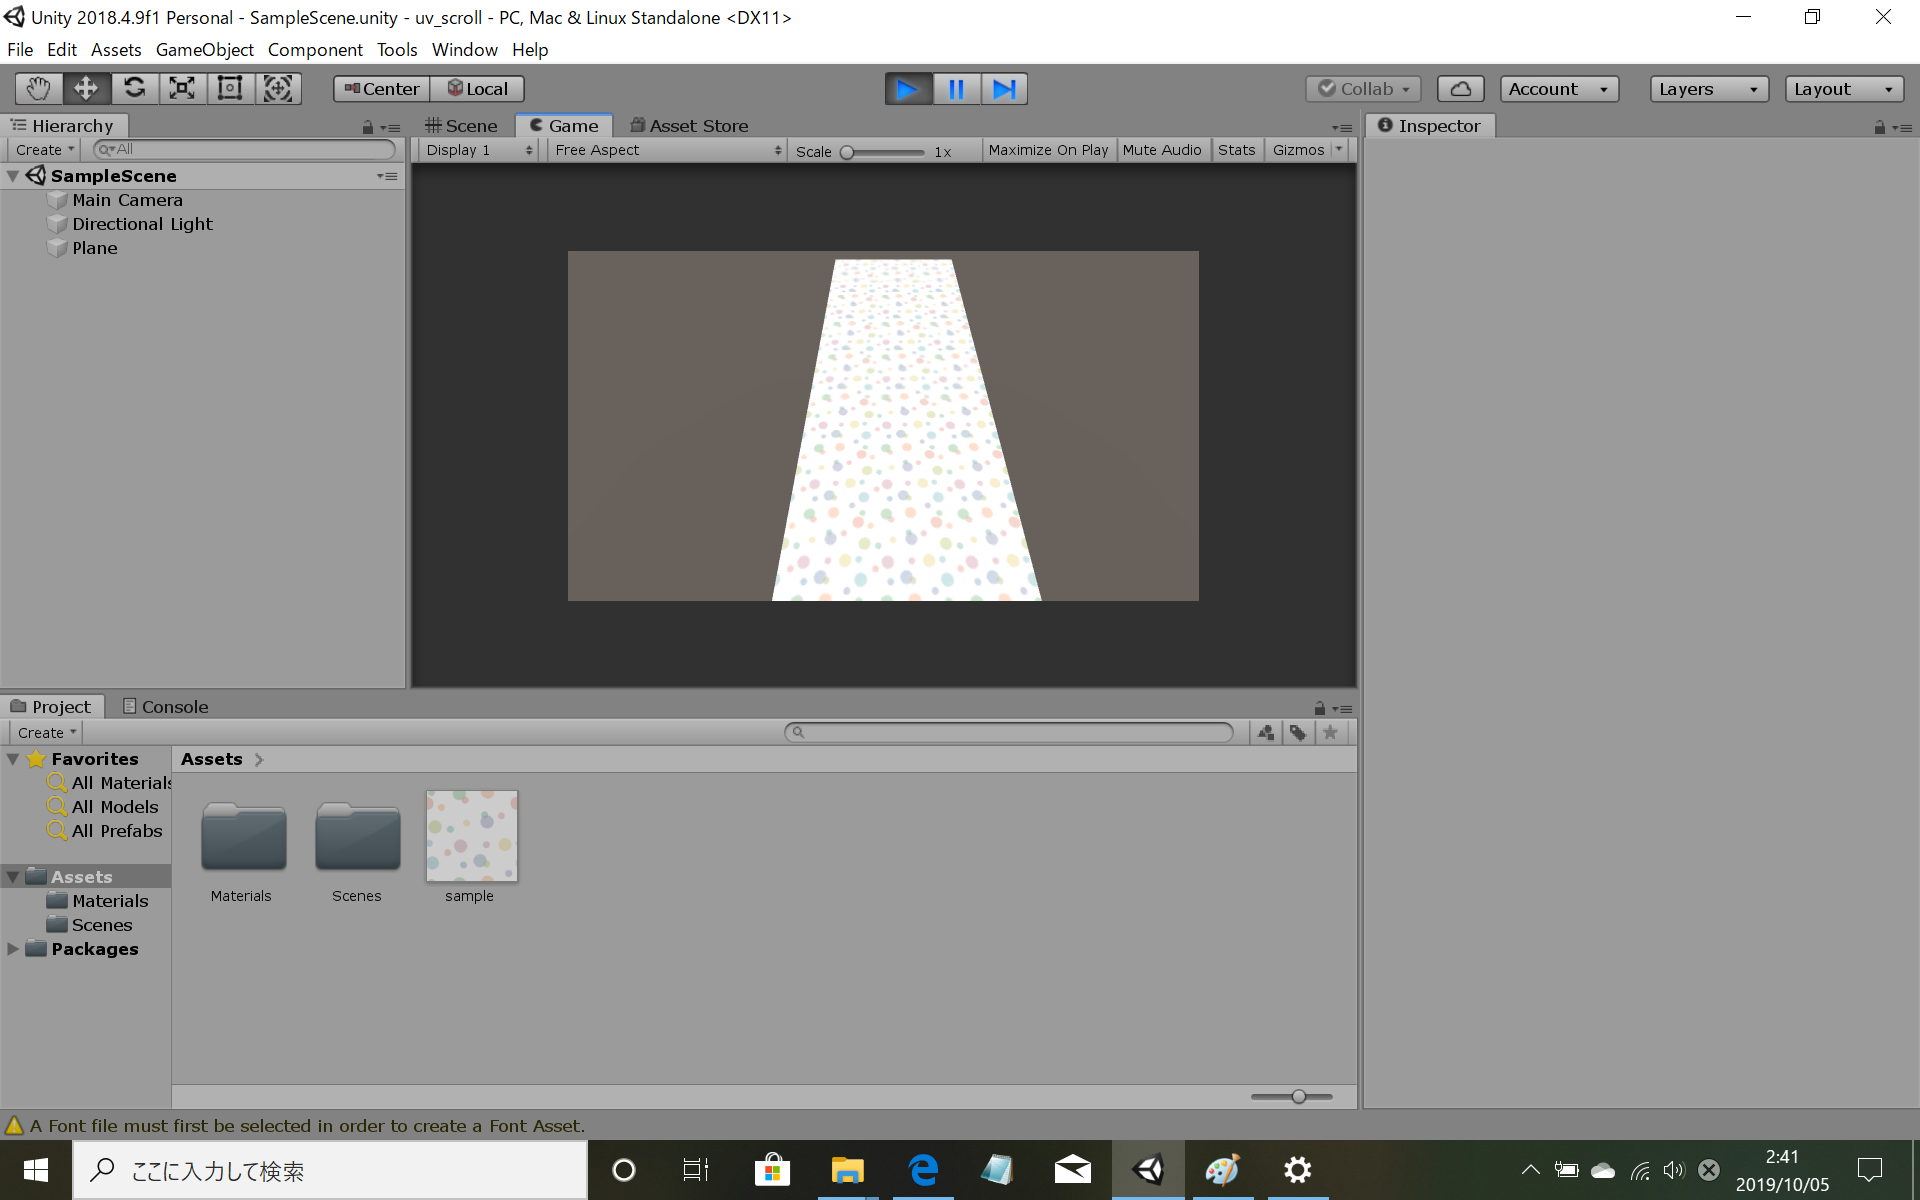 Unity 2018.4.9f1 Personal - SampleScene.unity - uv_scroll - PC, Mac & Linux Standalone <DX11>
File Edit Assets GameObject Component Tools Window Help
Center Local Collab Account Layers Layout
Hierarchy
Create All
SampleScene
Main Camera
Directional Light
Plane
Scene Game Asset Store
Display 1 Free Aspect Scale 1x Maximize On Play Mute Audio Stats Gizmos
Inspector
Project Console
Create
Favorites
All Materials
All Models
All Prefabs
Assets
Materials
Scenes
Packages
Assets
Materials Scenes sample
A Font file must first be selected in order to create a Font Asset.
ここに入力して検索
2:41
2019/10/05